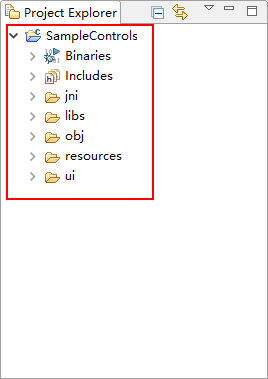 Project Explorer
SampleControls
Binaries
Includes
jni
libs
obj
resources
ui